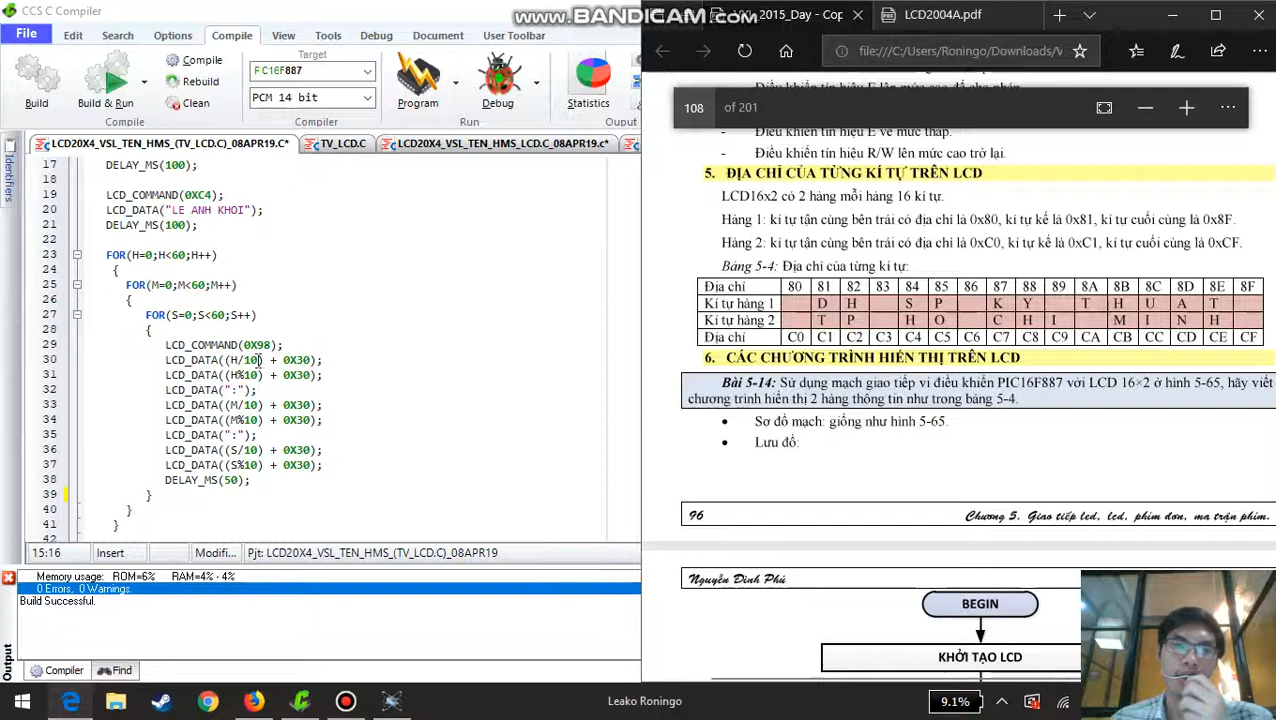 CCS C Compiler
www.BANDICAM.com
File Edit Search Options Compile View Tools Debug Document User Toolbar
Build
Build & Run
Compile
Rebuild
Clean
Compile
Target
PIC16F887
PCM 14 bit
Compiler
Program
Debug
Run
Statistics
Ouput
LCD20X4_VSL_TEN_HMS_(TV_LCD.C)_08APR19.C*
TV_LCD.C
LCD20X4_VSL_TEN_HMS_LCD.C_08APR19.C*
Identifiers
17 DELAY_MS(100);
18
19 LCD_COMMAND(0XC4);
20 LCD_DATA("LE ANH KHOI");
21 DELAY_MS(100);
22
23 FOR(H=0;H<60;H++)
24 {
25 FOR(M=0;M<60;M++)
26 {
27 FOR(S=0;S<60;S++)
28 {
29 LCD_COMMAND(0X98);
30 LCD_DATA((H/10) + 0X30);
31 LCD_DATA((H%10) + 0X30);
32 LCD_DATA(":");
33 LCD_DATA((M/10) + 0X30);
34 LCD_DATA((M%10) + 0X30);
35 LCD_DATA(":");
36 LCD_DATA((S/10) + 0X30);
37 LCD_DATA((S%10) + 0X30);
38 DELAY_MS(50);
39 }
40 }
41 }
42
15:16 Insert Modifi... Pjt: LCD20X4_VSL_TEN_HMS_(TV_LCD.C)_08APR19
Memory usage: ROM=6% RAM=4% - 4%
0 Errors, 0 Warnings.
Build Successful.
Output
Compiler Find
2015_Day - Cop
LCD2004A.pdf
file:///C:/Users/Roningo/Downloads/V
108 of 201
- Điều khiển tín hiệu E về mức thấp.
- Điều khiển tín hiệu R/W lên mức cao trở lại.
5. ĐỊA CHỈ CỦA TỪNG KÍ TỰ TRÊN LCD
LCD16x2 có 2 hàng mỗi hàng 16 kí tự.
Hàng 1: kí tự tận cùng bên trái có địa chỉ là 0x80, kí tự kế là 0x81, kí tự cuối cùng là 0x8F.
Hàng 2: kí tự tận cùng bên trái có địa chỉ là 0xC0, kí tự kế là 0xC1, kí tự cuối cùng là 0xCF.
Bảng 5-4: Địa chỉ của từng kí tự:
Địa chỉ 80 81 82 83 84 85 86 87 88 89 8A 8B 8C 8D 8E 8F
Kí tự hàng 1 D H S P K Y T H U A T
Kí tự hàng 2 T P H O C H I M I N H
Địa chỉ C0 C1 C2 C3 C4 C5 C6 C7 C8 C9 CA CB CC CD CE CF
6. CÁC CHƯƠNG TRÌNH HIỂN THỊ TRÊN LCD
Bài 5-14: Sử dụng mạch giao tiếp vi điều khiển PIC16F887 với LCD 16×2 ở hình 5-65, hãy viết
chương trình hiển thị 2 hàng thông tin như trong bảng 5-4.
• Sơ đồ mạch: giống như hình 5-65.
• Lưu đồ:
96 Chương 5. Giao tiếp led, lcd, phím đơn, ma trận phím.
Nguyễn Đình Phú
BEGIN
KHỞI TẠO LCD
Leako Roningo
9.1%